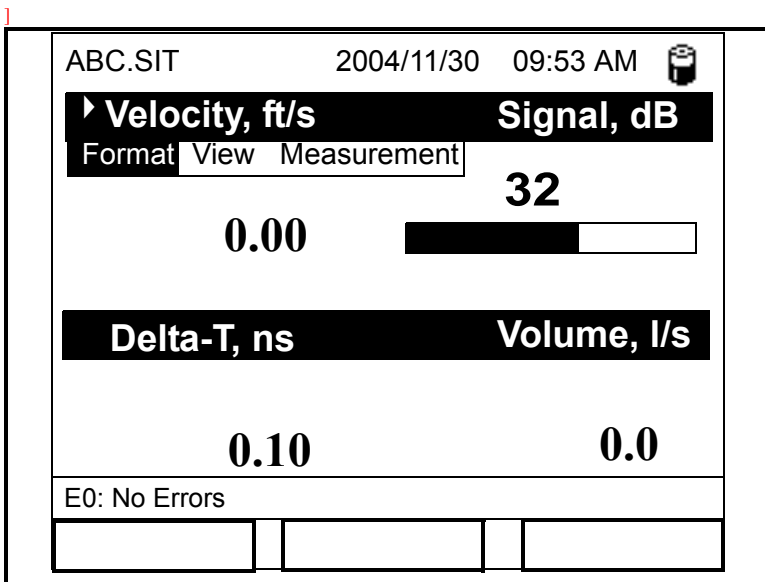 ]
ABC.SIT 2004/11/30 09:53 AM
Velocity, ft/s Signal, dB
Format View Measurement
32
0.00
Delta-T, ns Volume, l/s
0.10 0.0
E0: No Errors